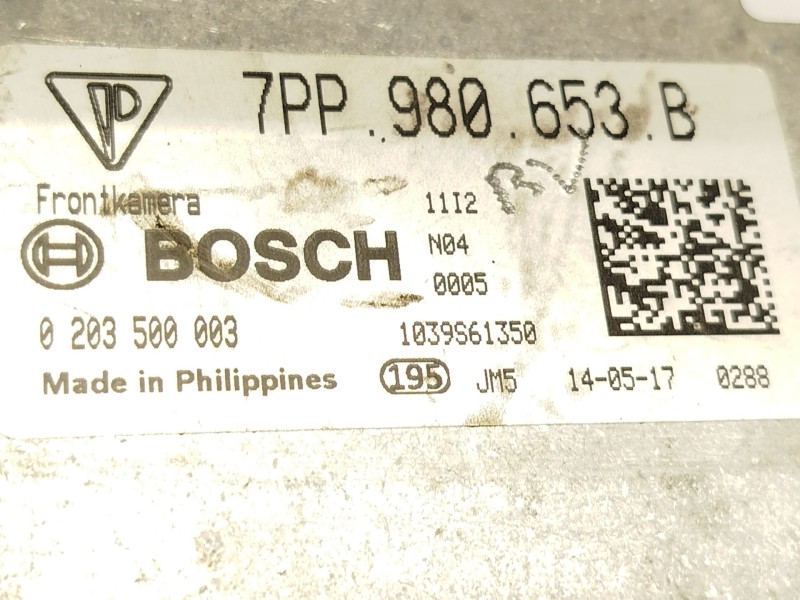 7PP.980.653.B
Frontkamera 11I2
BOSCH N04
0005
0 203 500 003 1039S61350
Made in Philippines 195 JM5 14-05-17 0288